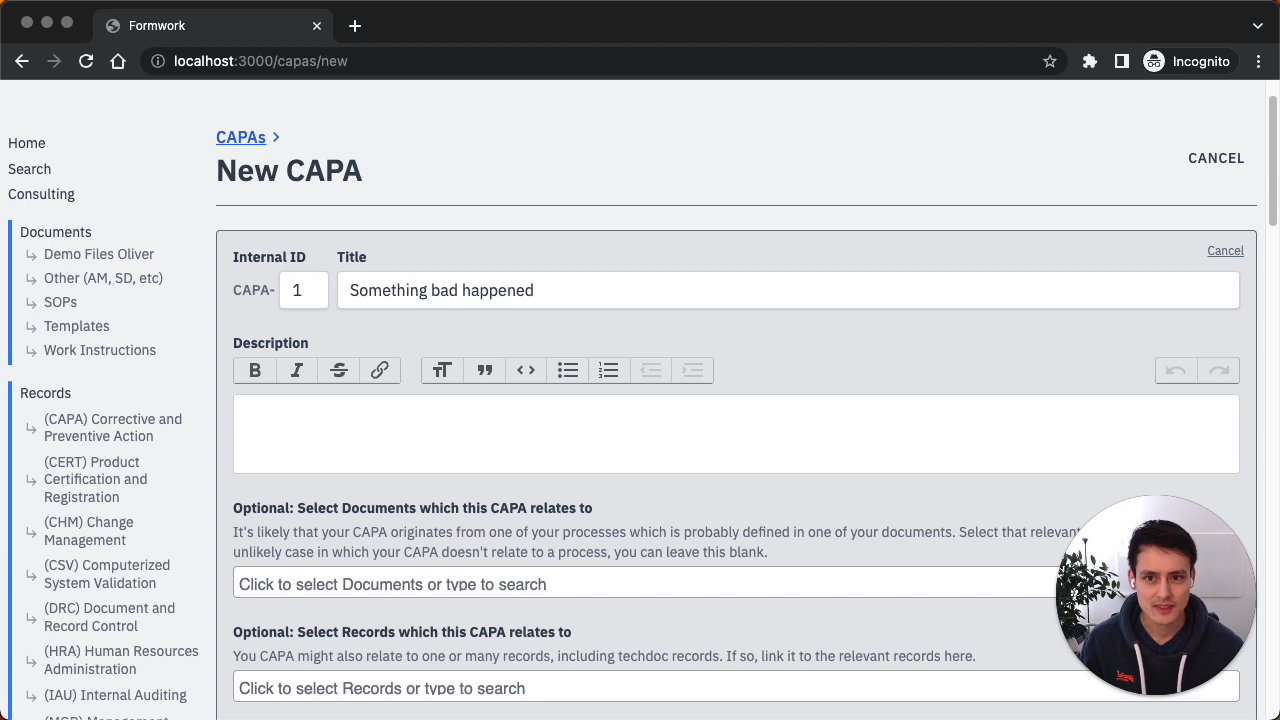 Formwork
localhost:3000/capas/new
Incognito
Home
Search
Consulting
Documents
Demo Files Oliver
Other (AM, SD, etc)
SOPs
Templates
Work Instructions
Records
(CAPA) Corrective and
Preventive Action
(CERT) Product
Certification and
Registration
(CHM) Change
Management
(CSV) Computerized
System Validation
(DRC) Document and
Record Control
(HRA) Human Resources
Administration
(IAU) Internal Auditing
CAPAs >
New CAPA
CANCEL
Cancel
Internal ID Title
CAPA- 1 Something bad happened
Description
Optional: Select Documents which this CAPA relates to
It's likely that your CAPA originates from one of your processes which is probably defined in one of your documents. Select that relevant
unlikely case in which your CAPA doesn't relate to a process, you can leave this blank.
Click to select Documents or type to search
Optional: Select Records which this CAPA relates to
You CAPA might also relate to one or many records, including techdoc records. If so, link it to the relevant records here.
Click to select Records or type to search